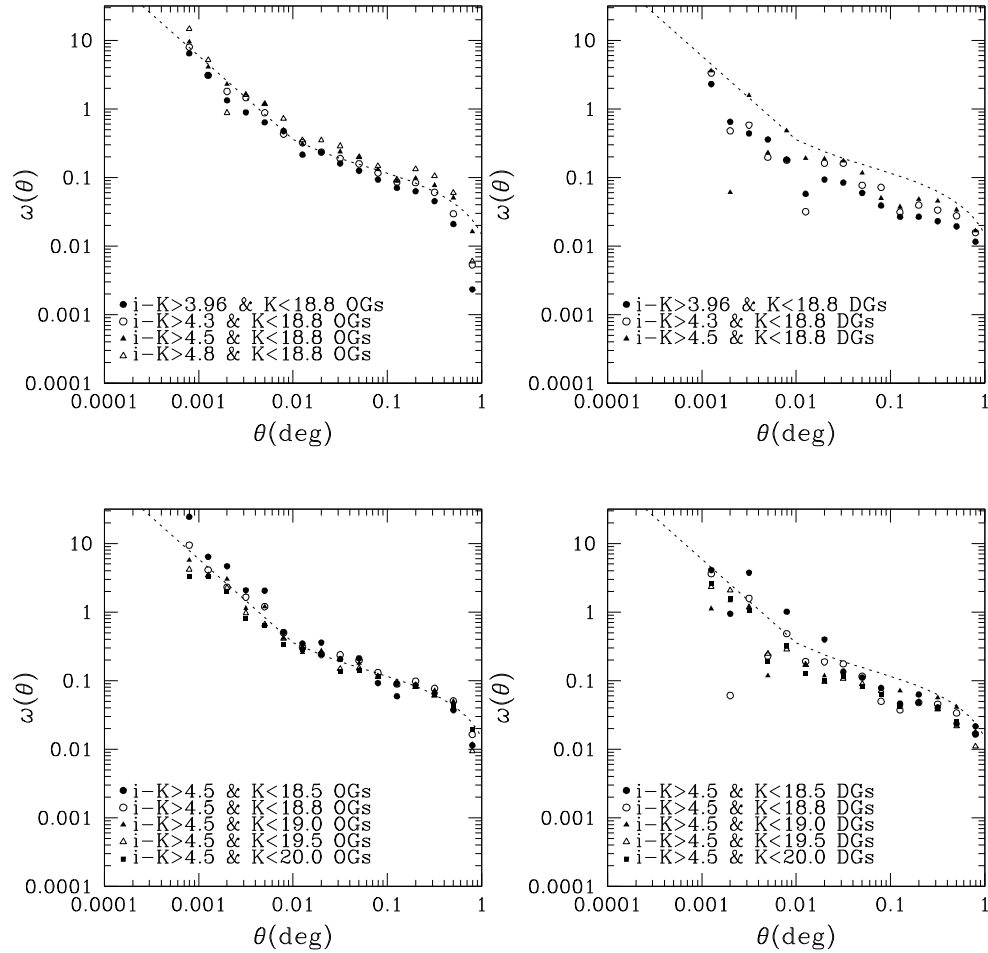 10
1
0.1
0.01
0.001
0.0001
ω(θ)
i−K>3.96 & K<18.8 OGs
i−K>4.3 & K<18.8 OGs
i−K>4.5 & K<18.8 OGs
i−K>4.8 & K<18.8 OGs
0.0001 0.001 0.01 0.1 1
θ(deg)
10
1
0.1
0.01
0.001
0.0001
ω(θ)
i−K>3.96 & K<18.8 DGs
i−K>4.3 & K<18.8 DGs
i−K>4.5 & K<18.8 DGs
0.0001 0.001 0.01 0.1 1
θ(deg)
10
1
0.1
0.01
0.001
0.0001
ω(θ)
i−K>4.5 & K<18.5 OGs
i−K>4.5 & K<18.8 OGs
i−K>4.5 & K<19.0 OGs
i−K>4.5 & K<19.5 OGs
i−K>4.5 & K<20.0 OGs
0.0001 0.001 0.01 0.1 1
θ(deg)
10
1
0.1
0.01
0.001
0.0001
ω(θ)
i−K>4.5 & K<18.5 DGs
i−K>4.5 & K<18.8 DGs
i−K>4.5 & K<19.0 DGs
i−K>4.5 & K<19.5 DGs
i−K>4.5 & K<20.0 DGs
0.0001 0.001 0.01 0.1 1
θ(deg)